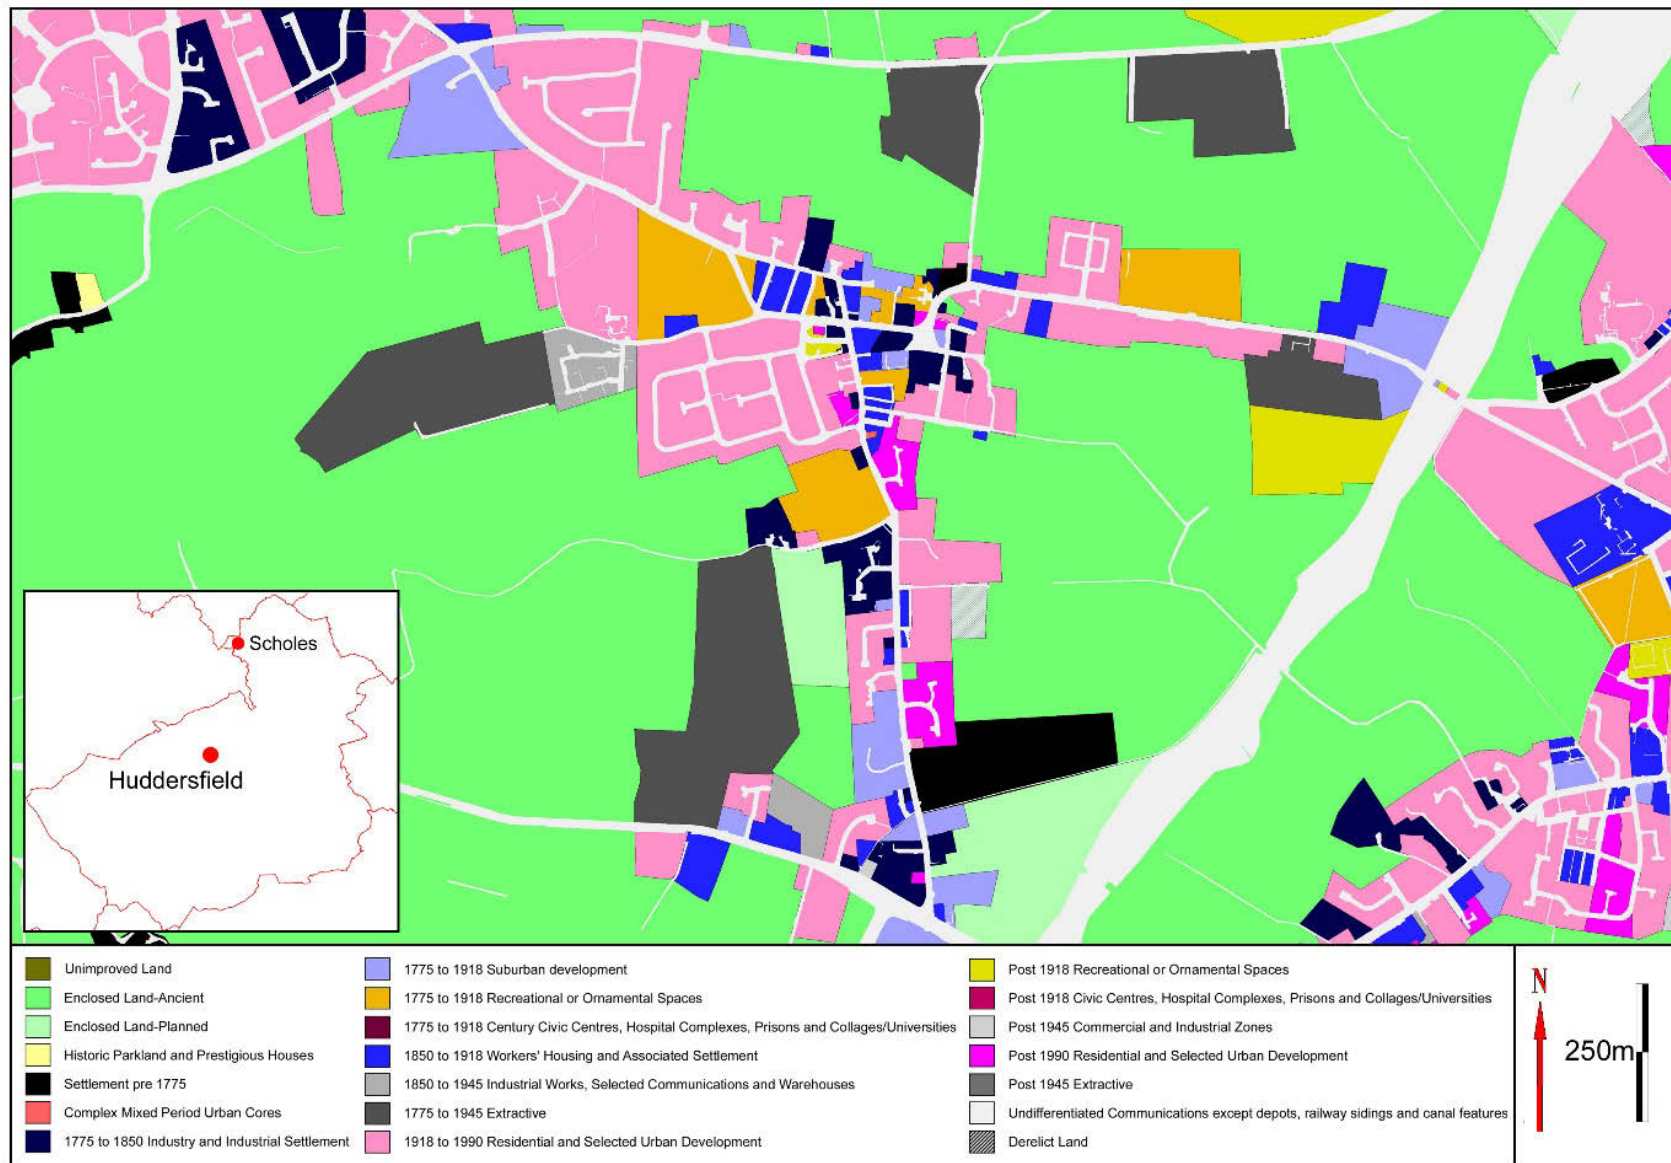 Scholes
Huddersfield
Unimproved Land
Enclosed Land-Ancient
Enclosed Land-Planned
Historic Parkland and Prestigious Houses
Settlement pre 1775
Complex Mixed Period Urban Cores
1775 to 1850 Industry and Industrial Settlement
1775 to 1918 Suburban development
1775 to 1918 Recreational or Ornamental Spaces
1775 to 1918 Century Civic Centres, Hospital Complexes, Prisons and Collages/Universities
1850 to 1918 Workers' Housing and Associated Settlement
1850 to 1945 Industrial Works, Selected Communications and Warehouses
1775 to 1945 Extractive
1918 to 1990 Residential and Selected Urban Development
Post 1918 Recreational or Ornamental Spaces
Post 1918 Civic Centres, Hospital Complexes, Prisons and Collages/Universities
Post 1945 Commercial and Industrial Zones
Post 1990 Residential and Selected Urban Development
Post 1945 Extractive
Undifferentiated Communications except depots, railway sidings and canal features
Derelict Land
N
250m